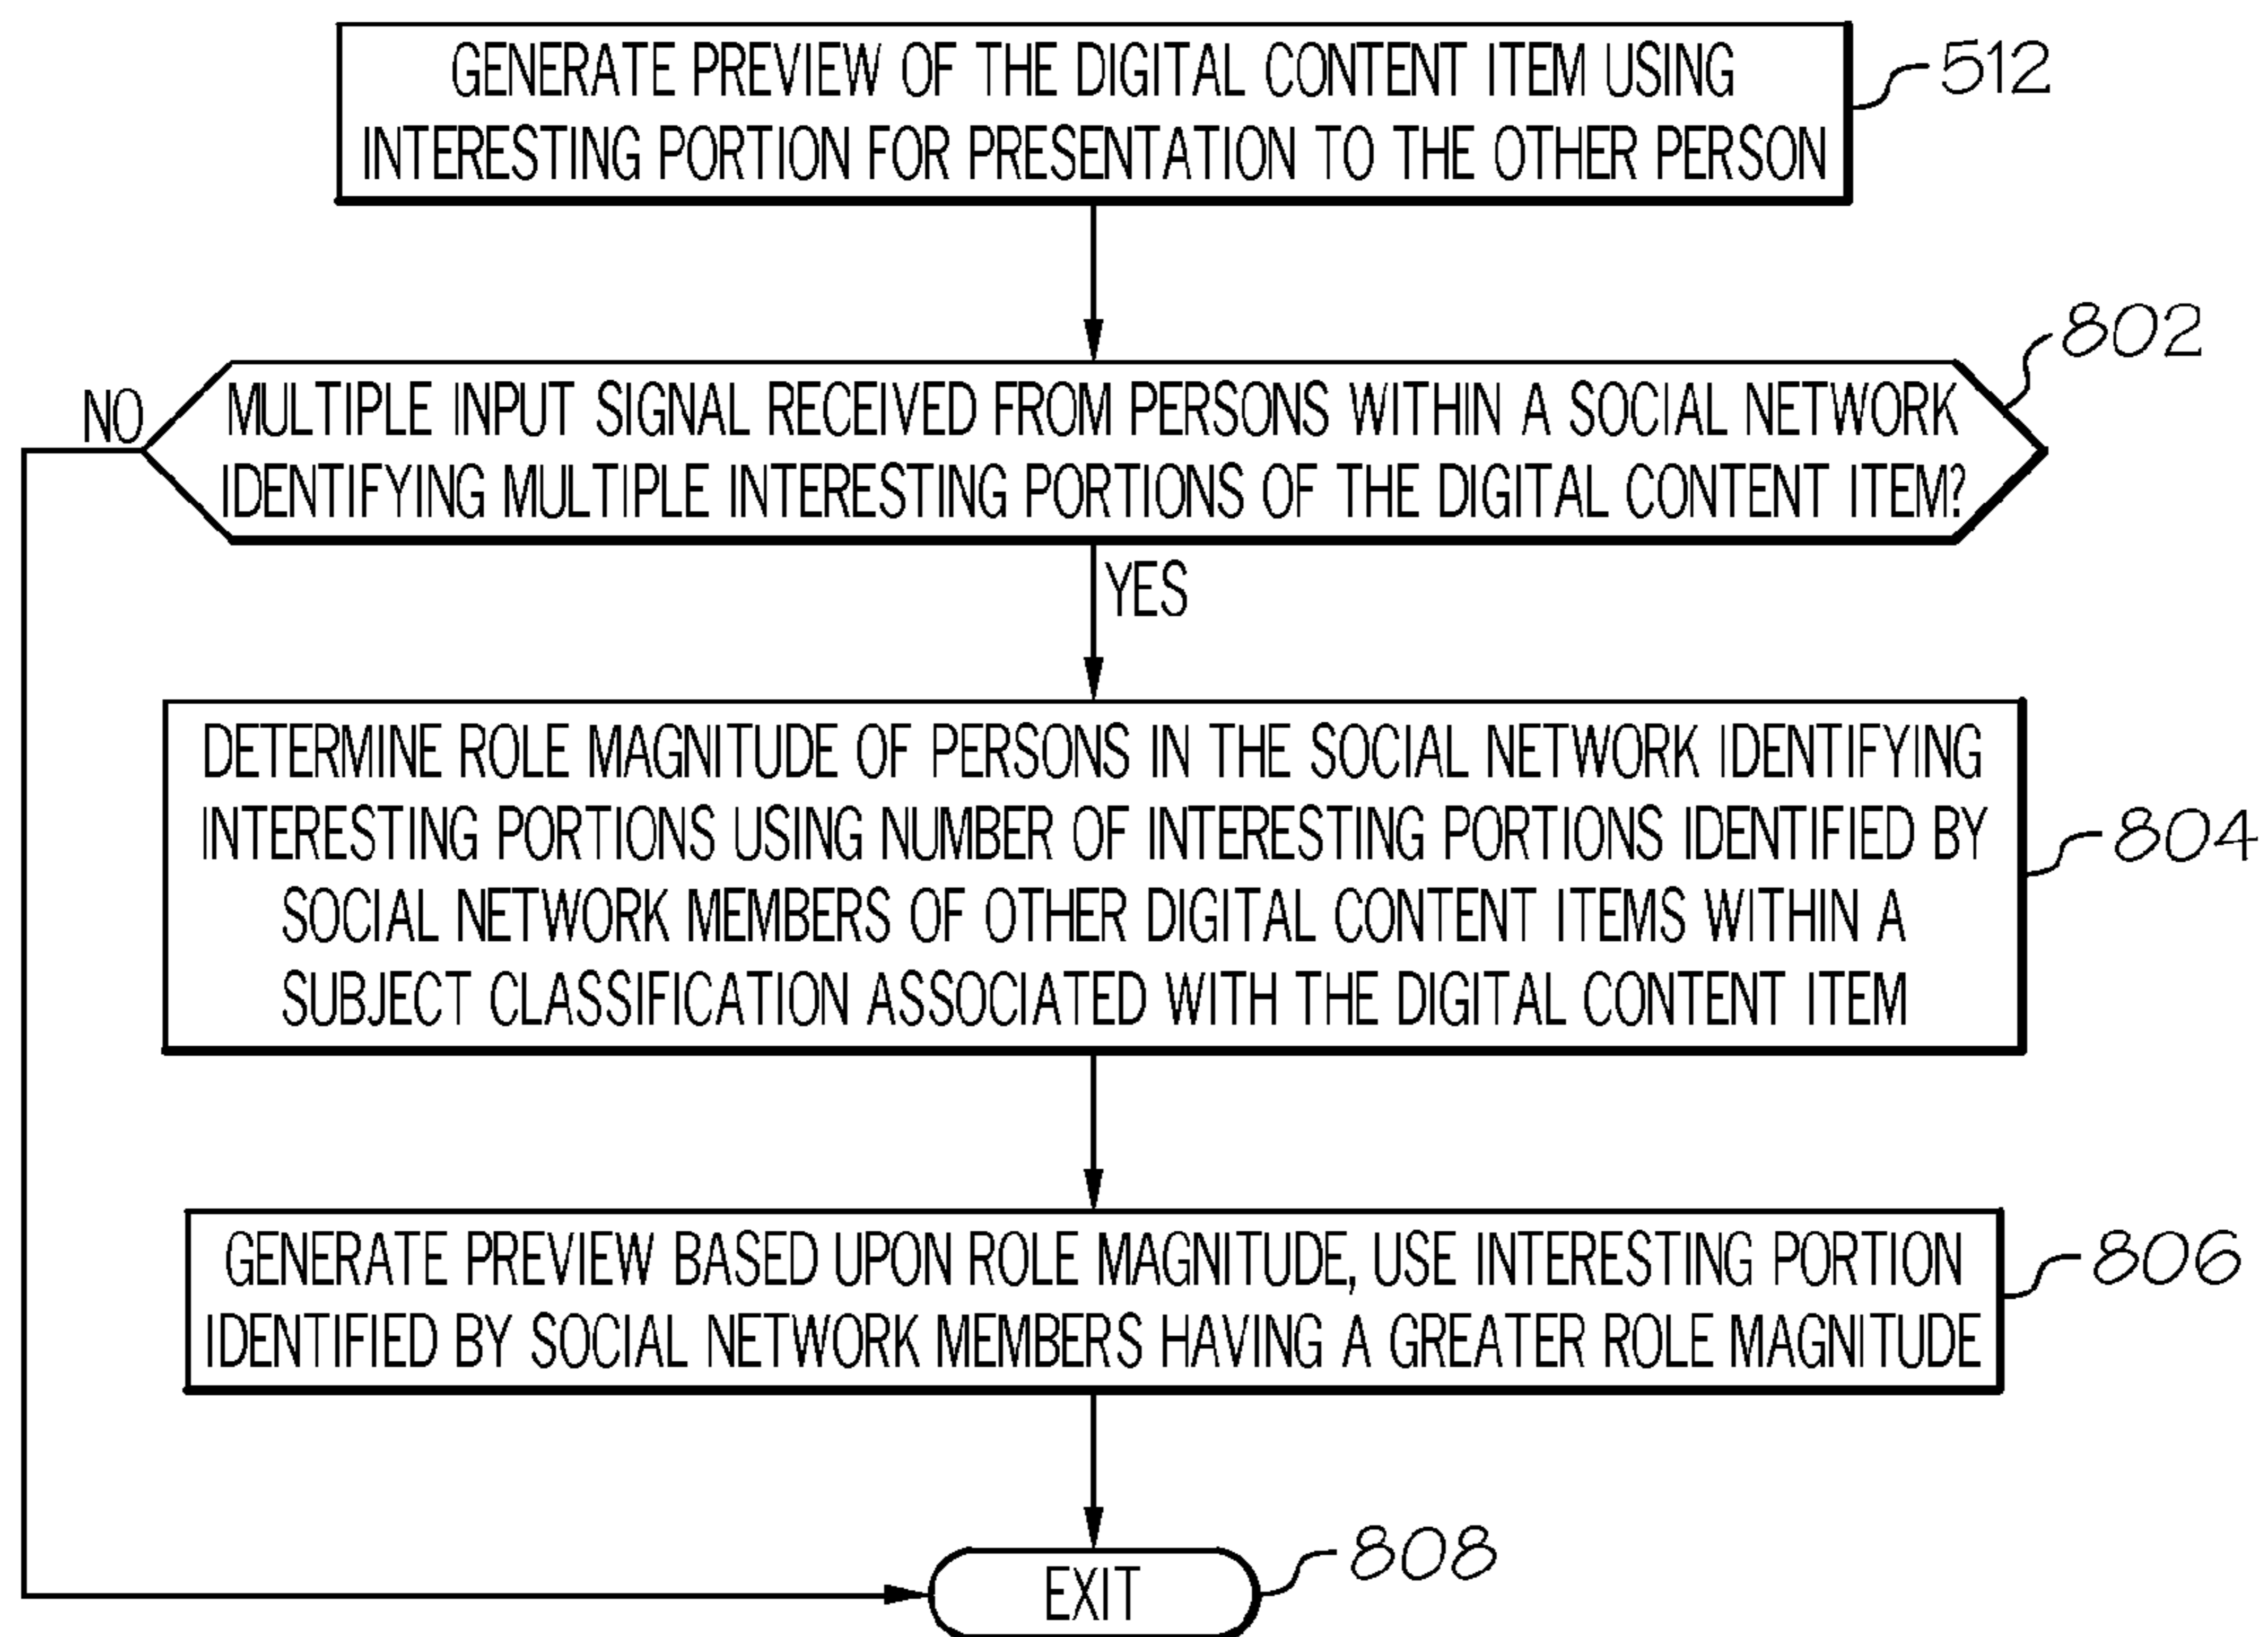 GENERATE PREVIEW OF THE DIGITAL CONTENT ITEM USING
INTERESTING PORTION FOR PRESENTATION TO THE OTHER PERSON
512
802
NO
MULTIPLE INPUT SIGNAL RECEIVED FROM PERSONS WITHIN A SOCIAL NETWORK
IDENTIFYING MULTIPLE INTERESTING PORTIONS OF THE DIGITAL CONTENT ITEM?
YES
DETERMINE ROLE MAGNITUDE OF PERSONS IN THE SOCIAL NETWORK IDENTIFYING
INTERESTING PORTIONS USING NUMBER OF INTERESTING PORTIONS IDENTIFIED BY
SOCIAL NETWORK MEMBERS OF OTHER DIGITAL CONTENT ITEMS WITHIN A
SUBJECT CLASSIFICATION ASSOCIATED WITH THE DIGITAL CONTENT ITEM
804
GENERATE PREVIEW BASED UPON ROLE MAGNITUDE, USE INTERESTING PORTION
IDENTIFIED BY SOCIAL NETWORK MEMBERS HAVING A GREATER ROLE MAGNITUDE
806
EXIT
808